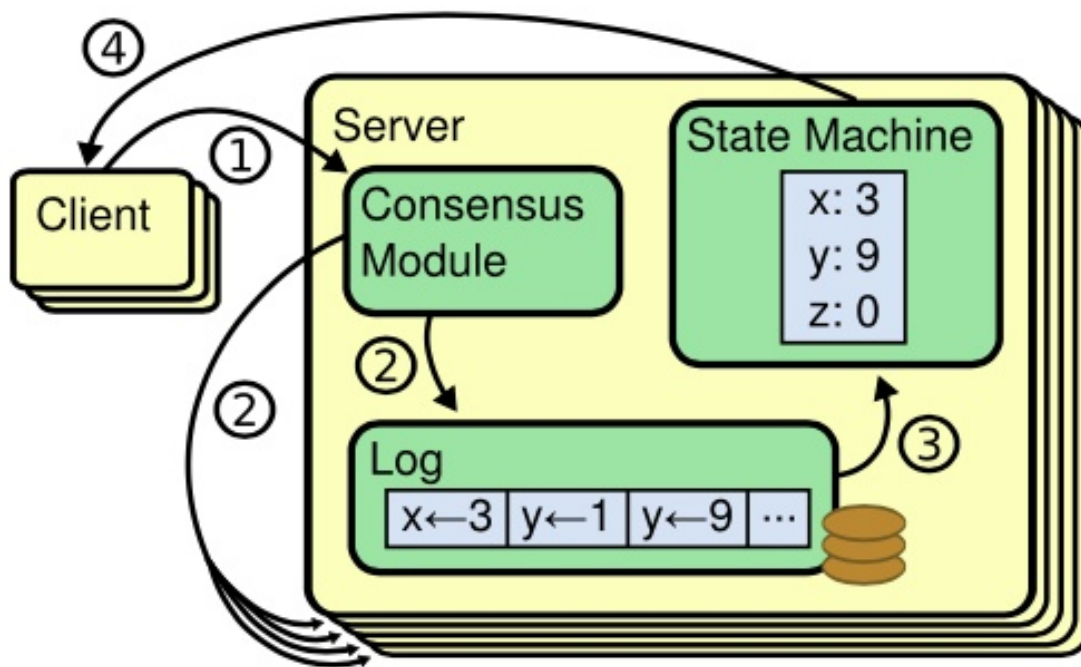 ④
①
Server
State Machine
Client
Consensus
Module
x: 3
y: 9
z: 0
②
②
③
Log
x←3 y←1 y←9 ...